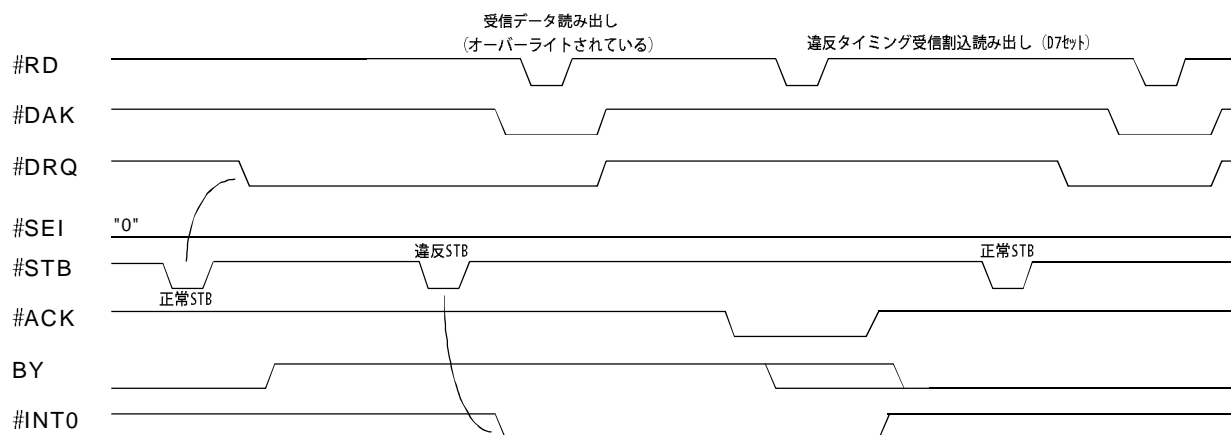 受信データ読み出し
(オーバーライトされている)
違反タイミング受信割込読み出し (D7ｾｯﾄ)
#RD
#DAK
#DRQ
#SEI
"0"
#STB
違反STB
正常STB
正常STB
#ACK
BY
#INT0